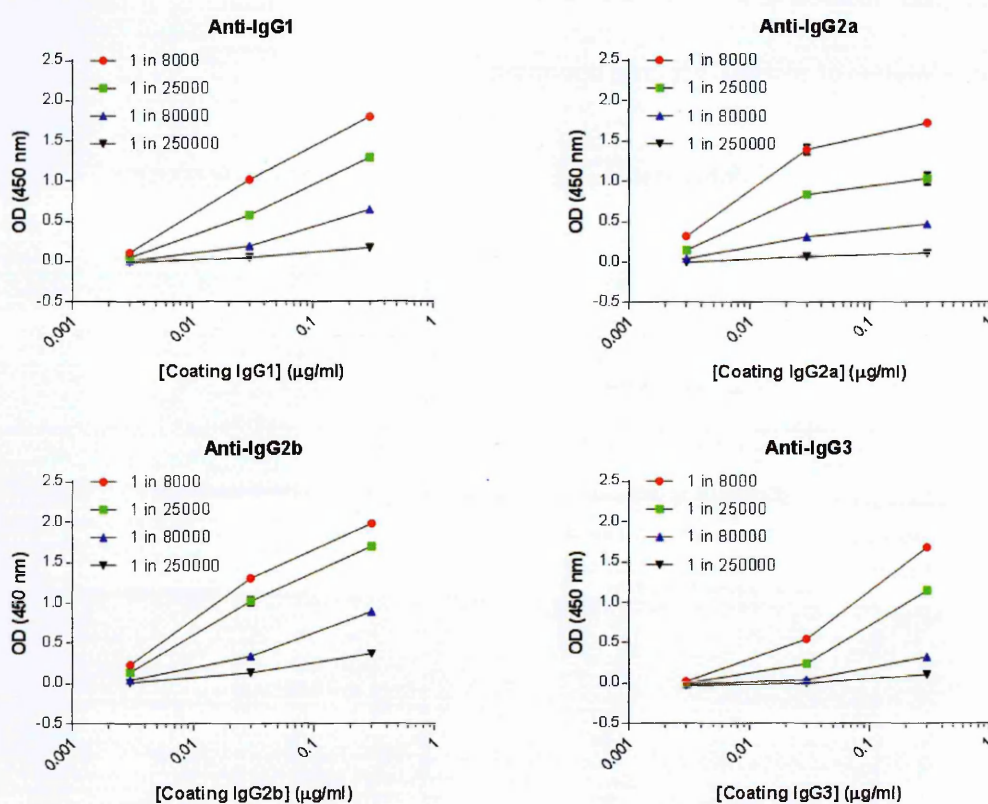 Anti-IgG1
2.5
2.0
1.5
1.0
0.5
0.0
-0.5
OD (450 nm)
1 in 8000
1 in 25000
1 in 80000
1 in 250000
0.001
0.01
0.1
1
[Coating IgG1] (µg/ml)
Anti-IgG2a
2.5
2.0
1.5
1.0
0.5
0.0
-0.5
OD (450 nm)
1 in 8000
1 in 25000
1 in 80000
1 in 250000
0.001
0.01
0.1
1
[Coating IgG2a] (µg/ml)
Anti-IgG2b
2.5
2.0
1.5
1.0
0.5
0.0
-0.5
OD (450 nm)
1 in 8000
1 in 25000
1 in 80000
1 in 250000
0.001
0.01
0.1
1
[Coating IgG2b] (µg/ml)
Anti-IgG3
2.5
2.0
1.5
1.0
0.5
0.0
-0.5
OD (450 nm)
1 in 8000
1 in 25000
1 in 80000
1 in 250000
0.001
0.01
0.1
1
[Coating IgG3] (µg/ml)